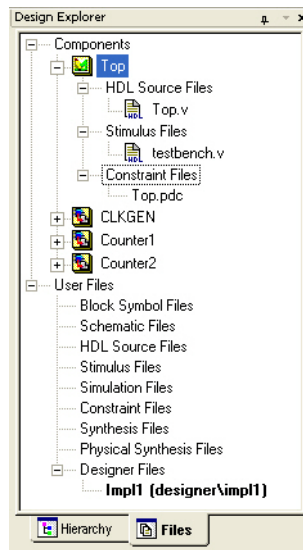 Design Explorer
Components
Top
HDL Source Files
HDL Top.v
Stimulus Files
HDL testbench.v
Constraint Files
Top.pdc
CLKGEN
Counter1
Counter2
User Files
Block Symbol Files
Schematic Files
HDL Source Files
Stimulus Files
Simulation Files
Constraint Files
Synthesis Files
Physical Synthesis Files
Designer Files
Impl1 (designer\impl1)
Hierarchy Files